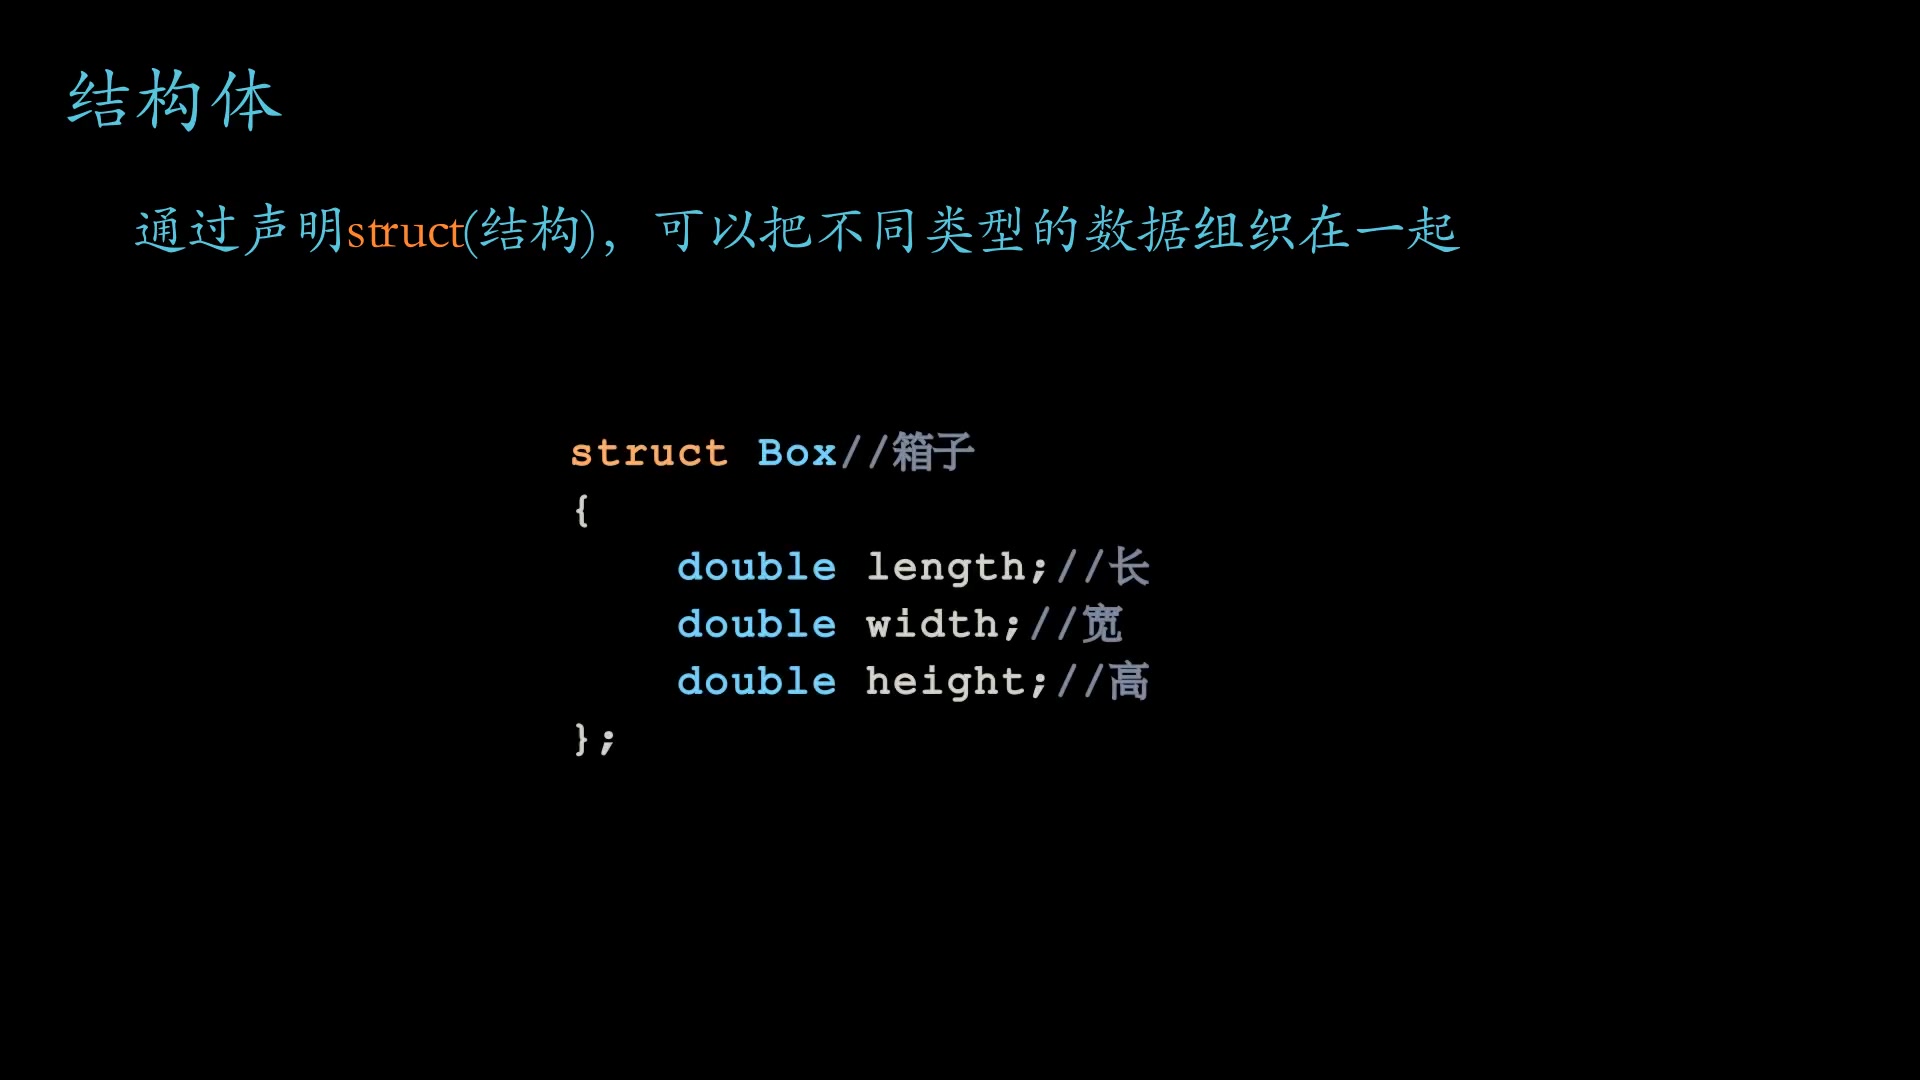 结构体
通过声明struct(结构)，可以把不同类型的数据组织在一起
struct Box//箱子
{
    double length;//长
    double width;//宽
    double height;//高
};